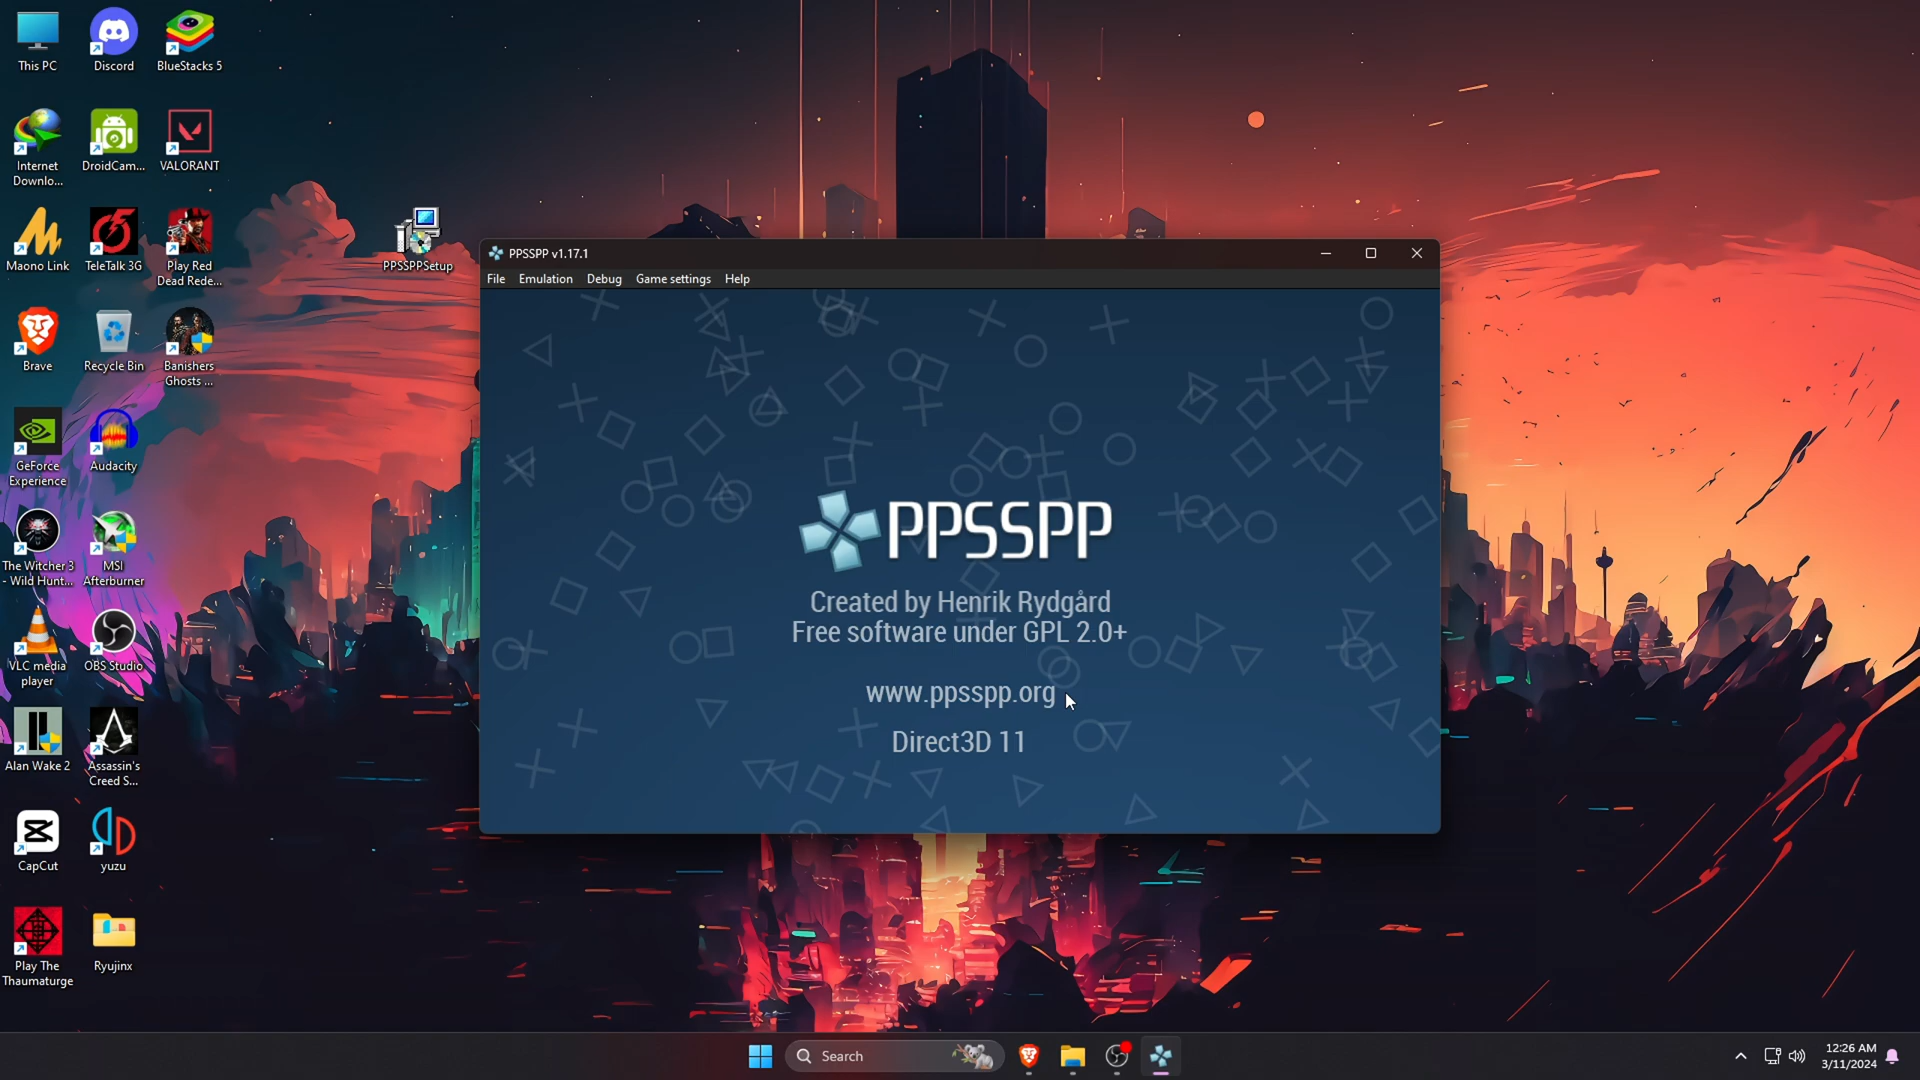 This PC
Discord
BlueStacks 5
Internet
Downlo...
DroidCam...
VALORANT
Maono Link
TeleTalk 3G
Play Red
Dead Rede...
PPSSPPSetup
Brave
Recycle Bin
Banishers
Ghosts ...
GeForce
Experience
Audacity
The Witcher 3
- Wild Hunt...
MSI
Afterburner
VLC media
player
OBS Studio
Alan Wake 2
Assassin's
Creed S...
CapCut
yuzu
Play The
Thaumaturge
Ryujinx
PPSSPP v1.17.1
File Emulation Debug Game settings Help
PPSSPP
Created by Henrik Rydgård
Free software under GPL 2.0+
www.ppsspp.org
Direct3D 11
Search
12:26 AM
3/11/2024